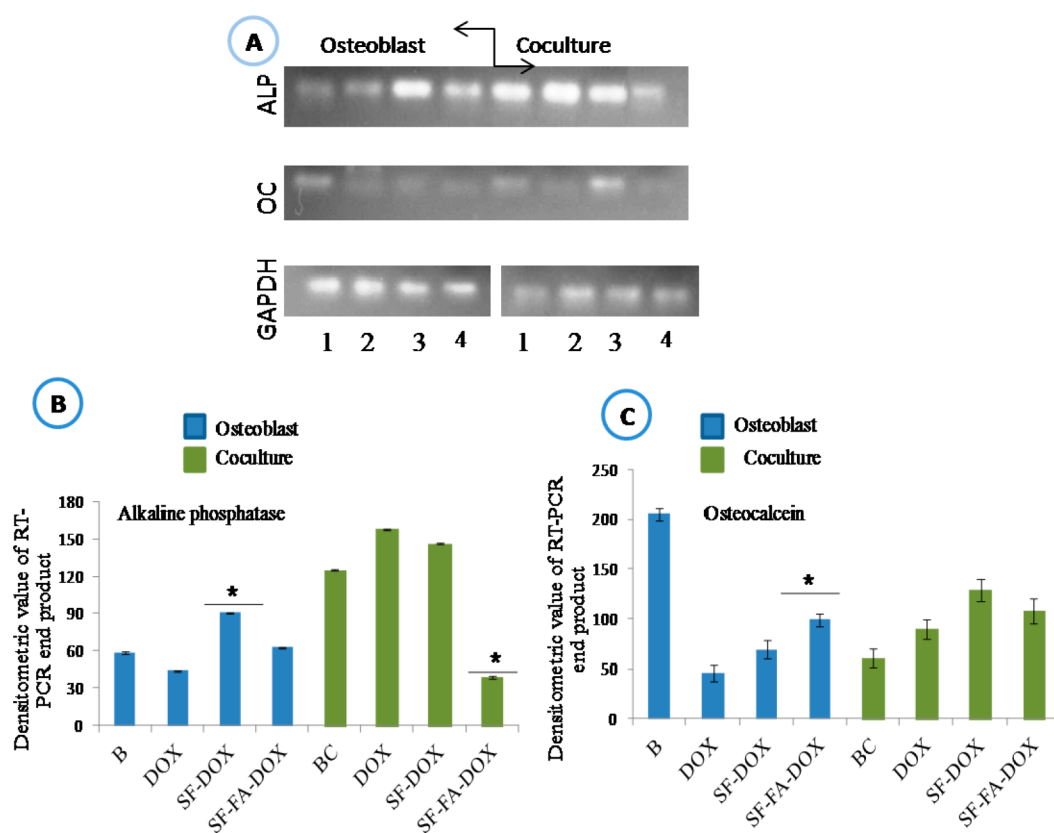 A
Osteoblast
Coculture
ALP
OC
GAPDH
1 2 3 4 1 2 3 4
B
Osteoblast
Coculture
Densitometric value of RT-
PCR end product
180
150
120
90
60
30
0
Alkaline phosphatase
*
*
B DOX SF-DOX SF-FA-DOX BC DOX SF-DOX SF-FA-DOX
C
Osteoblast
Coculture
Densitometric value of RT-PCR
end product
250
200
150
100
50
0
Osteocalcein
*
B DOX SF-DOX SF-FA-DOX BC DOX SF-DOX SF-FA-DOX